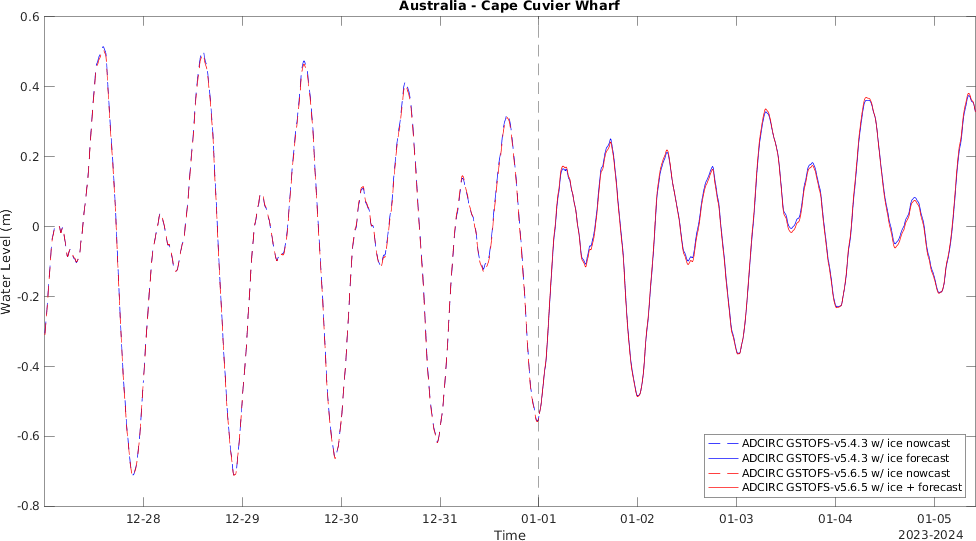 Australia - Cape Cuvier Wharf
Water Level (m)
0.6
0.4
0.2
0
-0.2
-0.4
-0.6
-0.8
12-28
12-29
12-30
12-31
01-01
01-02
01-03
01-04
01-05
Time
2023-2024
ADCIRC GSTOFS-v5.4.3 w/ ice nowcast
ADCIRC GSTOFS-v5.4.3 w/ ice forecast
ADCIRC GSTOFS-v5.6.5 w/ ice nowcast
ADCIRC GSTOFS-v5.6.5 w/ ice + forecast